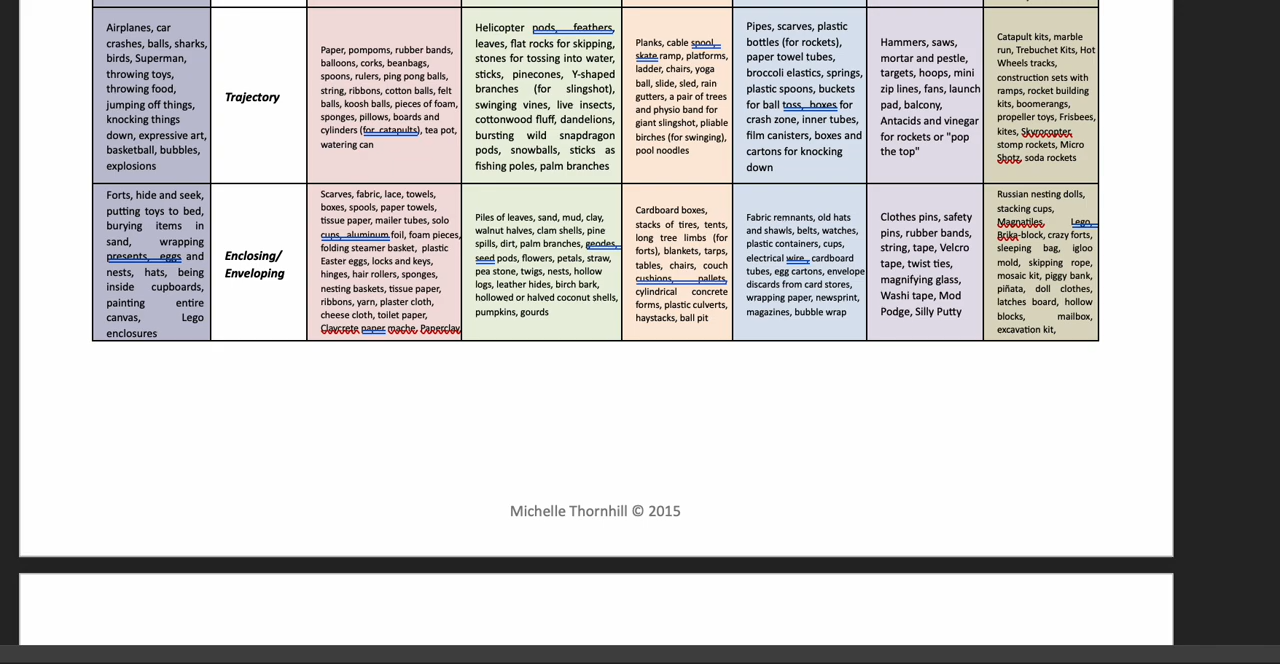 Airplanes, car
crashes, balls, sharks,
birds, Superman,
throwing toys,
throwing food,
jumping off things,
knocking things
down, expressive art,
basketball, bubbles,
explosions
Trajectory
Paper, pompoms, rubber bands,
balloons, corks, beanbags,
spoons, rulers, ping pong balls,
string, ribbons, cotton balls, felt
balls, koosh balls, pieces of foam,
sponges, pillows, boards and
cylinders (for catapults), tea pot,
watering can
Helicopter pods, feathers,
leaves, flat rocks for skipping,
stones for tossing into water,
sticks, pinecones, Y-shaped
branches (for slingshot),
swinging vines, live insects,
cottonwood fluff, dandelions,
bursting wild snapdragon
pods, snowballs, sticks as
fishing poles, palm branches
Planks, cable spool,
skate ramp, platforms,
ladder, chairs, yoga
ball, slide, sled, rain
gutters, a pair of trees
and physio band for
giant slingshot, pliable
birches (for swinging),
pool noodles
Pipes, scarves, plastic
bottles (for rockets),
paper towel tubes,
broccoli elastics, springs,
plastic spoons, buckets
for ball toss, boxes for
crash zone, inner tubes,
film canisters, boxes and
cartons for knocking
down
Hammers, saws,
mortar and pestle,
targets, hoops, mini
zip lines, fans, launch
pad, balcony,
Antacids and vinegar
for rockets or "pop
the top"
Catapult kits, marble
run, Trebuchet Kits, Hot
Wheels tracks,
construction sets with
ramps, rocket building
kits, boomerangs,
propeller toys, Frisbees,
kites, Skyrocopter,
stomp rockets, Micro
Shotz, soda rockets
Forts, hide and seek,
putting toys to bed,
burying items in
sand, wrapping
presents, eggs and
nests, hats, being
inside cupboards,
painting entire
canvas, Lego
enclosures
Enclosing/
Enveloping
Scarves, fabric, lace, towels,
boxes, spools, paper towels,
tissue paper, mailer tubes, solo
cups, aluminum foil, foam pieces,
folding steamer basket, plastic
Easter eggs, locks and keys,
hinges, hair rollers, sponges,
nesting baskets, tissue paper,
ribbons, yarn, plaster cloth,
cheese cloth, toilet paper,
Claycrete paper mache, Paperclay
Piles of leaves, sand, mud, clay,
walnut halves, clam shells, pine
spills, dirt, palm branches, geodes,
seed pods, flowers, petals, straw,
pea stone, twigs, nests, hollow
logs, leather hides, birch bark,
hollowed or halved coconut shells,
pumpkins, gourds
Cardboard boxes,
stacks of tires, tents,
long tree limbs (for
forts), blankets, tarps,
tables, chairs, couch
cushions, pallets,
cylindrical concrete
forms, plastic culverts,
haystacks, ball pit
Fabric remnants, old hats
and shawls, belts, watches,
plastic containers, cups,
electrical wire, cardboard
tubes, egg cartons, envelope
discards from card stores,
wrapping paper, newsprint,
magazines, bubble wrap
Clothes pins, safety
pins, rubber bands,
string, tape, Velcro
tape, twist ties,
magnifying glass,
Washi tape, Mod
Podge, Silly Putty
Russian nesting dolls,
stacking cups,
Magnatiles, Lego,
Brika-block, crazy forts,
sleeping bag, igloo
mold, skipping rope,
mosaic kit, piggy bank,
piñata, doll clothes,
latches board, hollow
blocks, mailbox,
excavation kit,
Michelle Thornhill © 2015